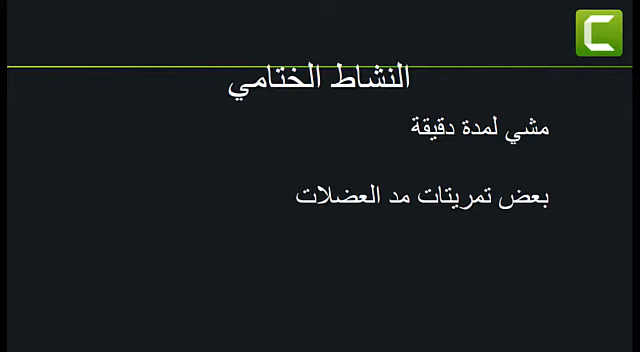 النشاط الختامي
مشي لمدة دقيقة
بعض تمريتات مد العضلات